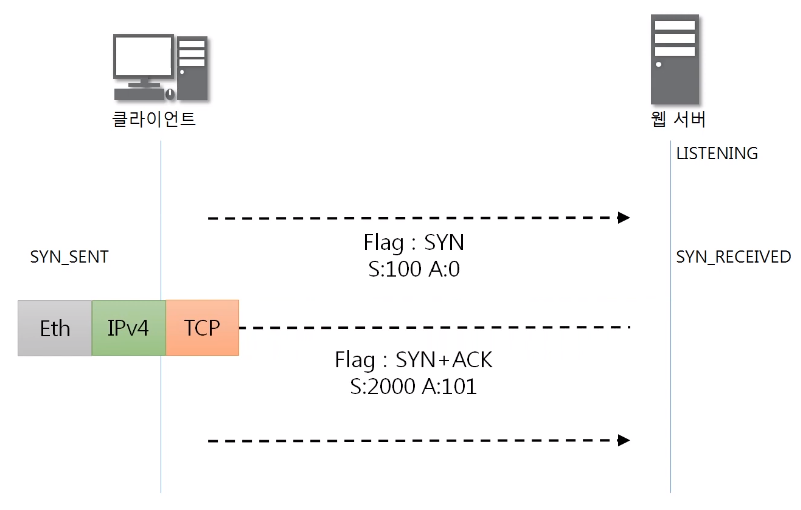 클라이언트
웹 서버
LISTENING
Flag : SYN
S:100 A:0
SYN_SENT
SYN_RECEIVED
Eth
IPv4
TCP
Flag : SYN+ACK
S:2000 A:101